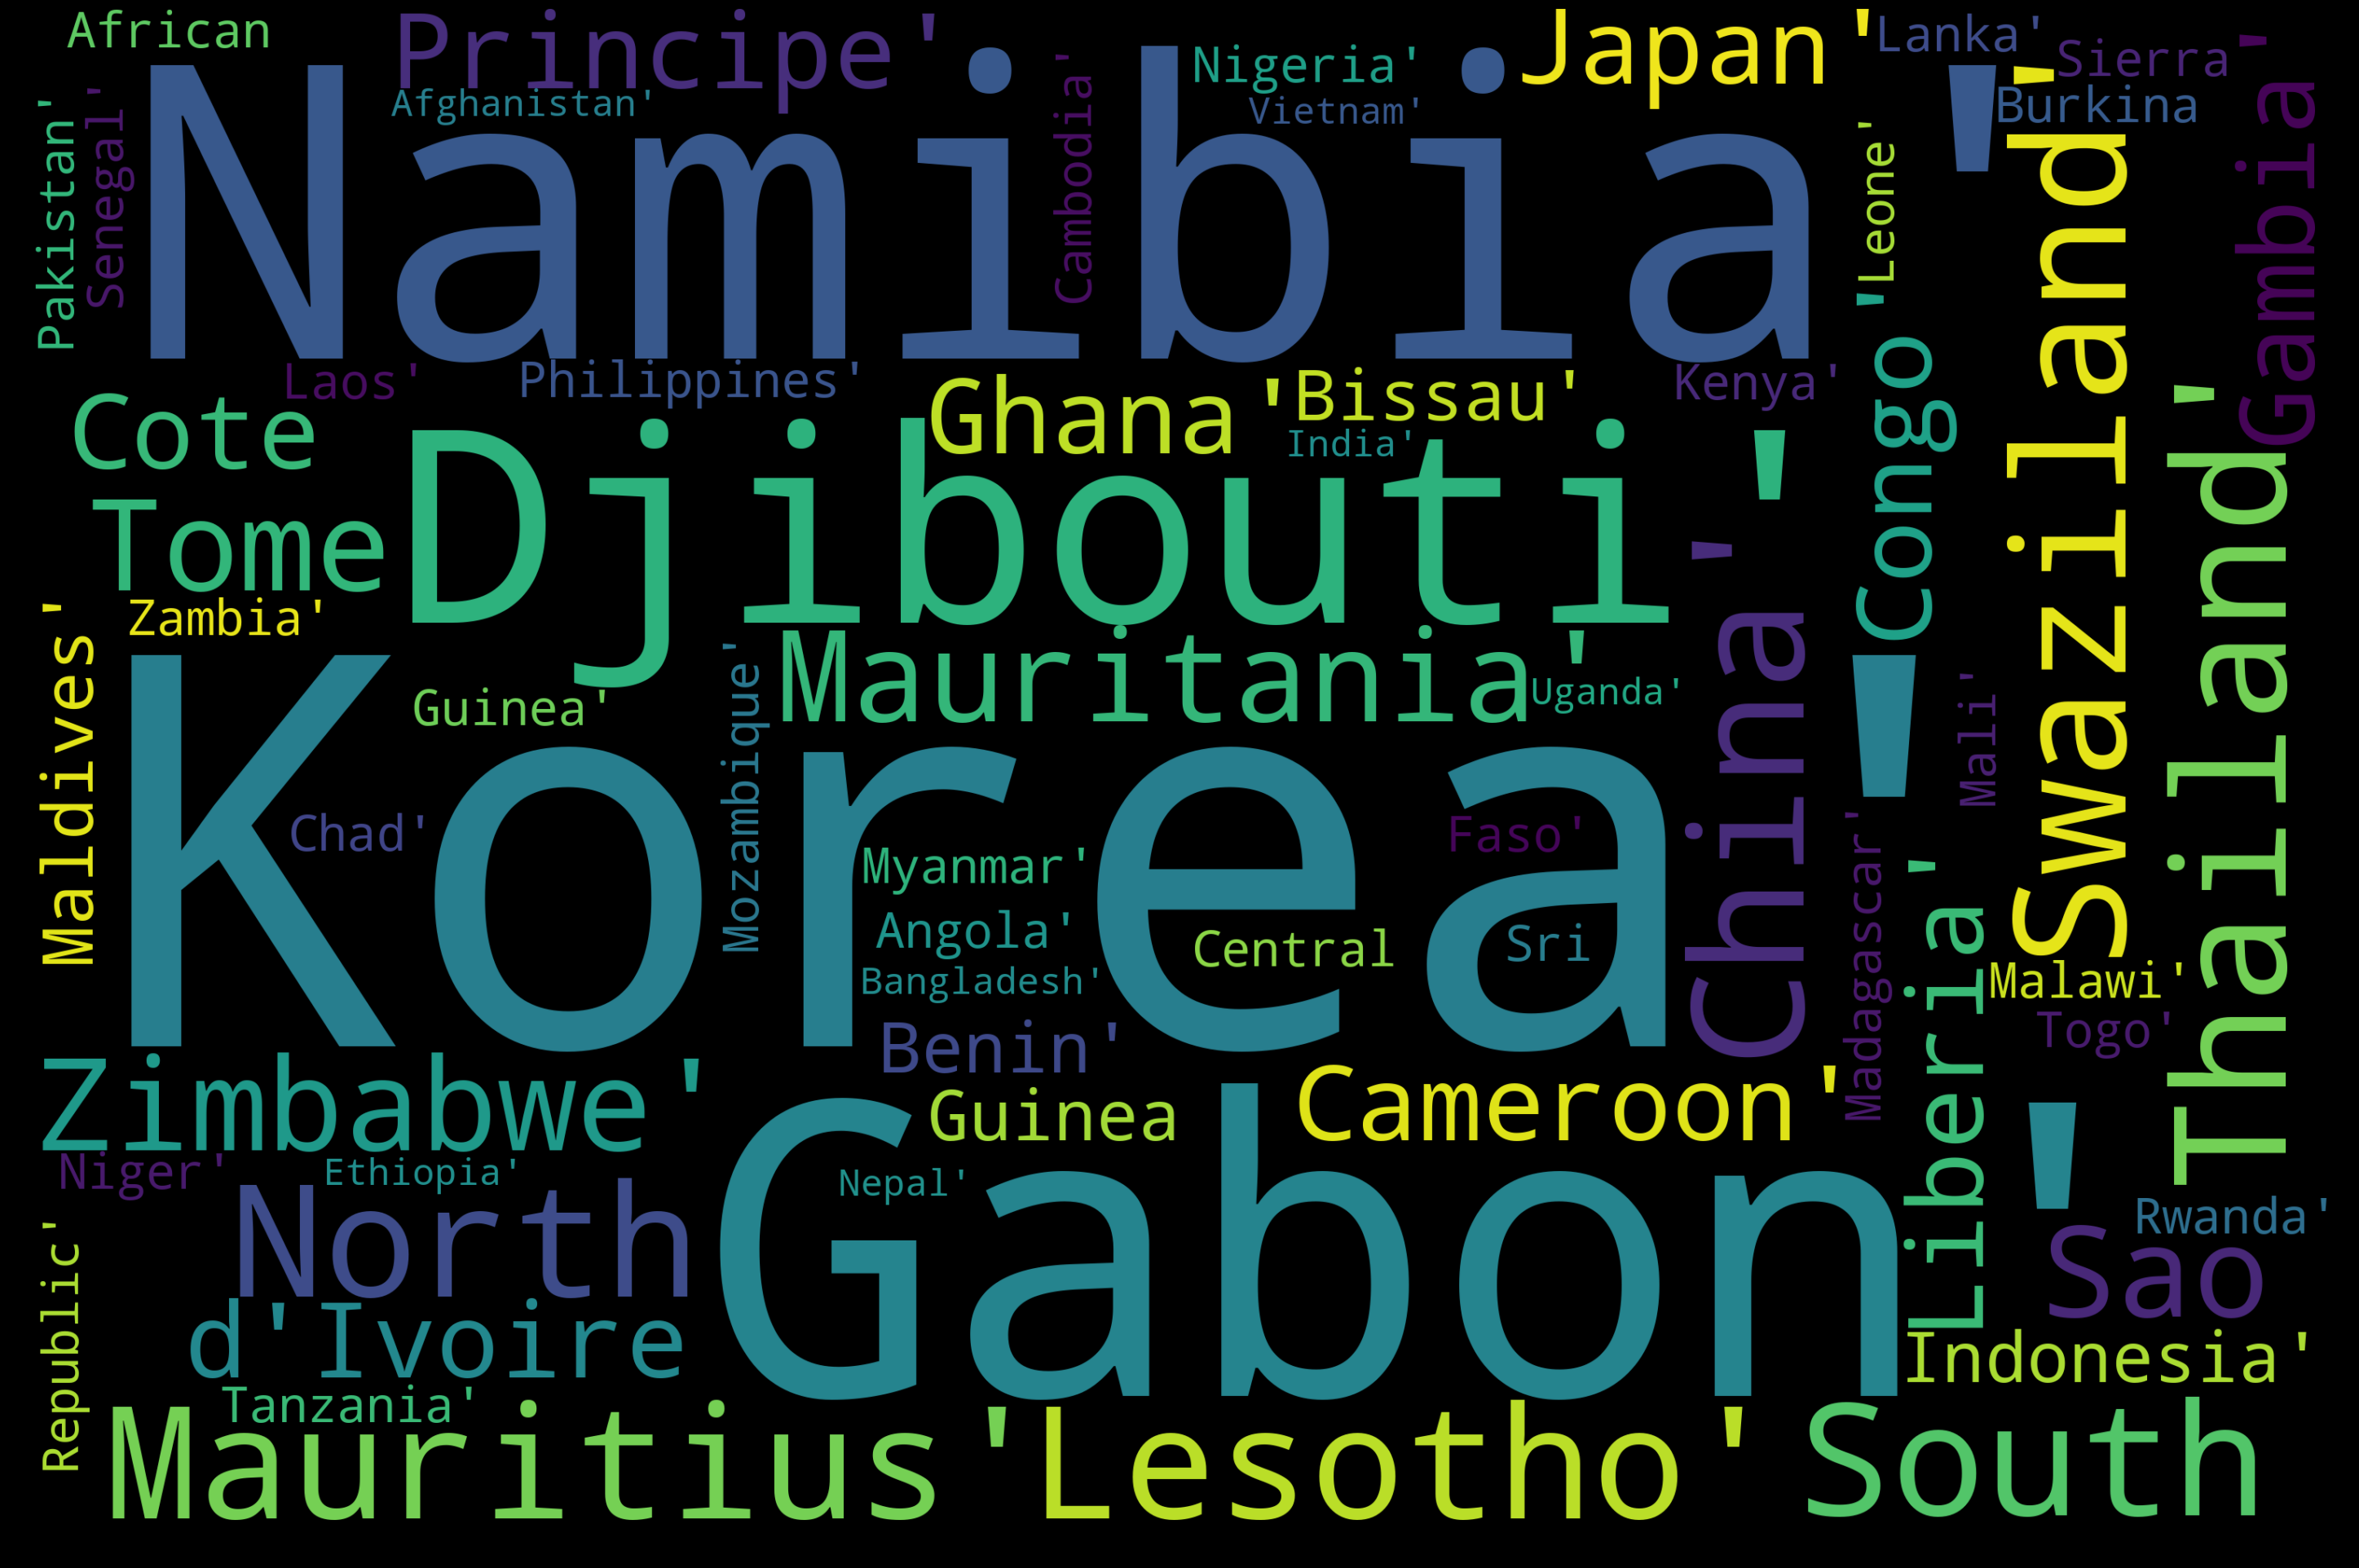 African
Principe'
Japan'
Lanka'
Sierra
Nigeria'
Afghanistan'
Vietnam'
Burkina
Pakistan'
Senegal'
Namibia'
Cambodia'
Leone'
Gambia'
Laos'
Philippines'
Kenya'
Cote
Ghana'
Bissau'
India'
Congo'
Swaziland'
Thailand'
Tome
Djibouti'
Zambia'
Maldives'
Guinea'
Mozambique'
Mauritania'
Uganda'
China'
Mali'
Korea'
Chad'
Myanmar'
Faso'
Angola'
Central
Sri
Bangladesh'
Madagascar'
Malawi'
Togo'
Benin'
Zimbabwe'
Guinea
Cameroon'
Liberia'
Niger'
Ethiopia'
Nepal'
Rwanda'
North
Gabon'
Sao
Republic'
d'Ivoire
Indonesia'
Tanzania'
Mauritius'
Lesotho'
South